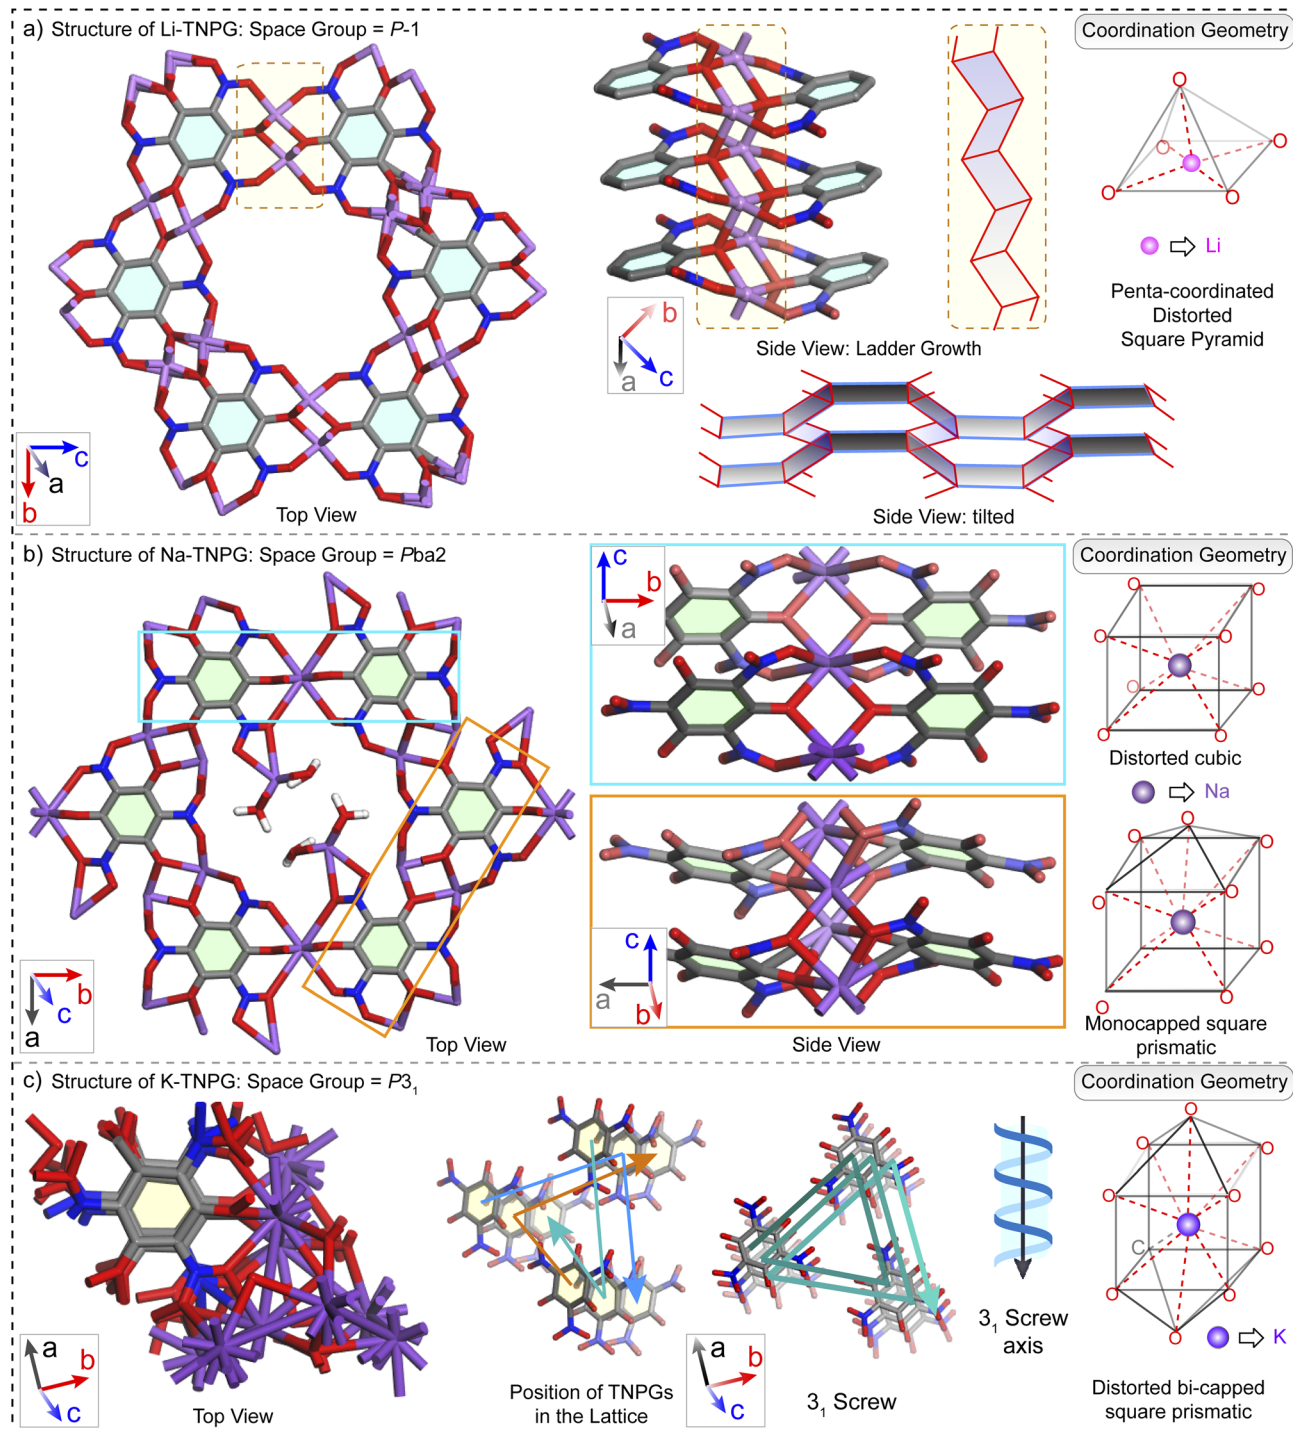 a) Structure of Li-TNPG: Space Group = P-1
Coordination Geometry
O
O
O
O
O
⇨ Li
Penta-coordinated
Distorted
Square Pyramid
b
a
c
Side View: Ladder Growth
c
a
b
Top View
Side View: tilted
b) Structure of Na-TNPG: Space Group = Pba2
Coordination Geometry
c
b
a
O
O
O
O
O
O
O
O
Distorted cubic
⇨ Na
c
a
b
b
c
a
Top View
Side View
O
O
O
O
O
O
O
O
O
Monocapped square
prismatic
c) Structure of K-TNPG: Space Group = P3₁
Coordination Geometry
O
O
O
O
O
C
O
O
O
O
⇨ K
3₁ Screw
axis
a
b
c
Top View
Position of TNPGs
in the Lattice
a
b
c
3₁ Screw
Distorted bi-capped
square prismatic